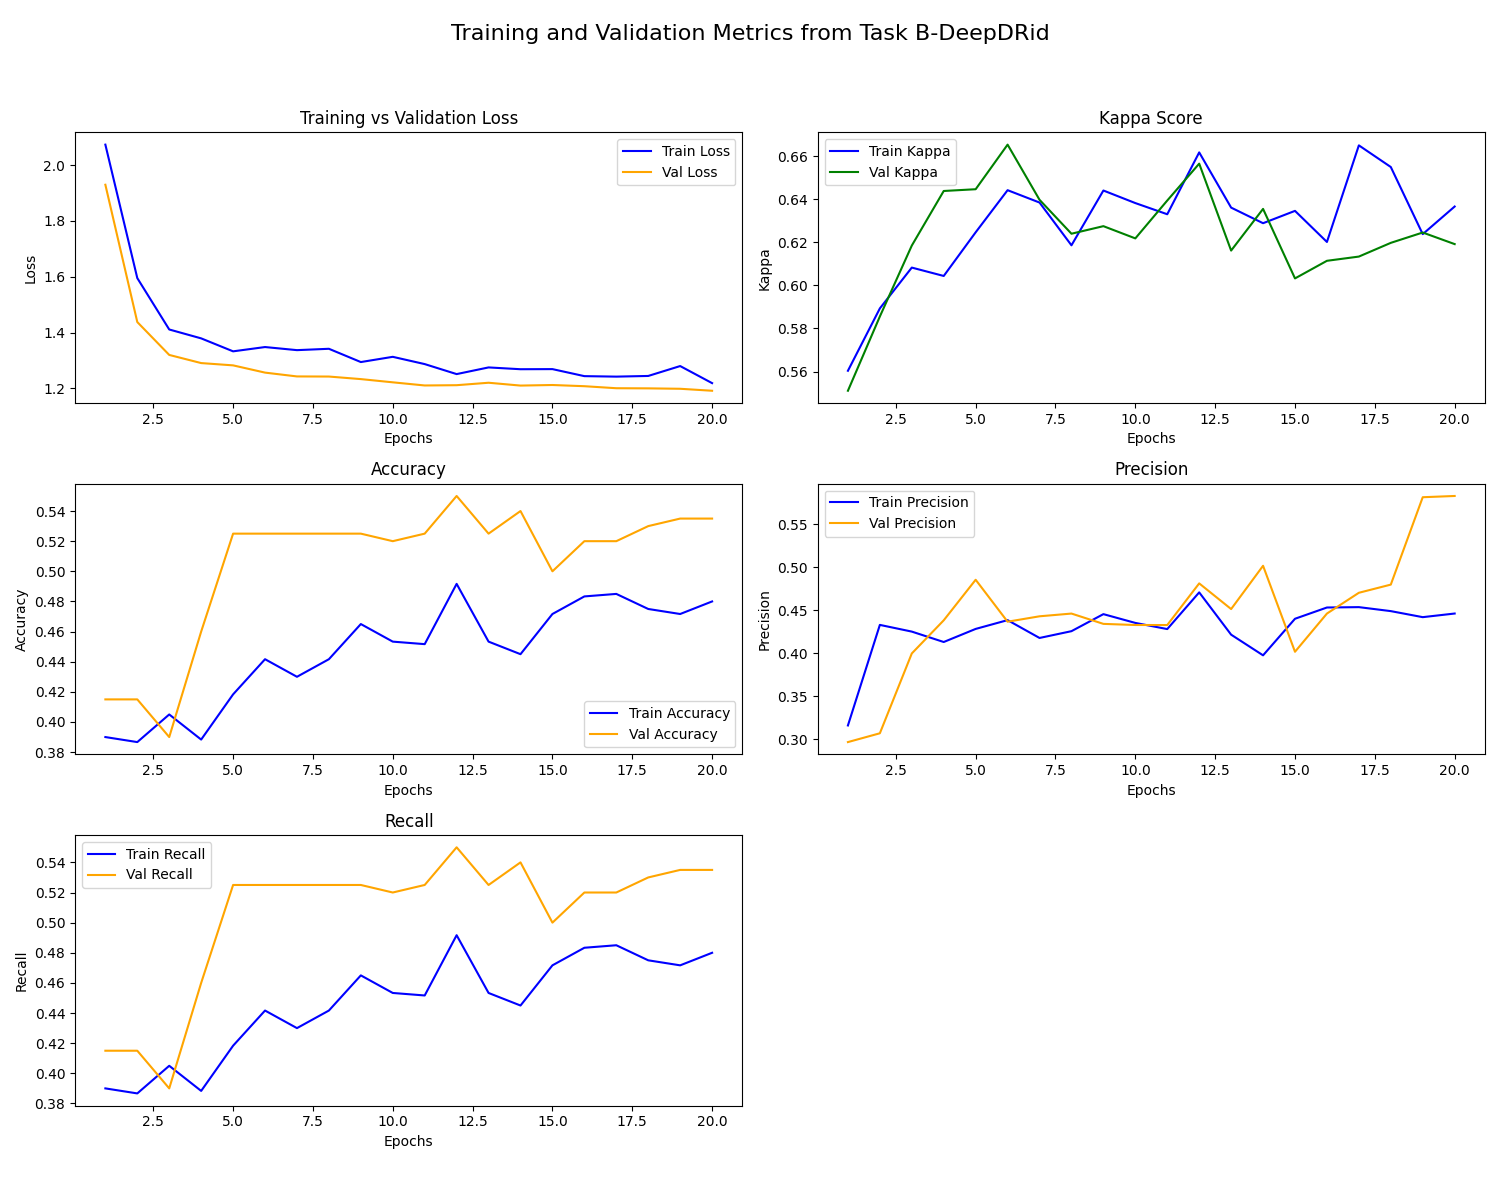 Training and Validation Metrics from Task B-DeepDRid
Training vs Validation Loss
Train Loss
Val Loss
2.0
1.8
1.6
1.4
1.2
Loss
2.5 5.0 7.5 10.0 12.5 15.0 17.5 20.0
Epochs
Kappa Score
Train Kappa
Val Kappa
0.66
0.64
0.62
0.60
0.58
0.56
Kappa
2.5 5.0 7.5 10.0 12.5 15.0 17.5 20.0
Epochs
Accuracy
0.54
0.52
0.50
0.48
0.46
0.44
0.42
0.40
0.38
Accuracy
Train Accuracy
Val Accuracy
2.5 5.0 7.5 10.0 12.5 15.0 17.5 20.0
Epochs
Precision
Train Precision
Val Precision
0.55
0.50
0.45
0.40
0.35
0.30
Precision
2.5 5.0 7.5 10.0 12.5 15.0 17.5 20.0
Epochs
Recall
Train Recall
Val Recall
0.54
0.52
0.50
0.48
0.46
0.44
0.42
0.40
0.38
Recall
2.5 5.0 7.5 10.0 12.5 15.0 17.5 20.0
Epochs